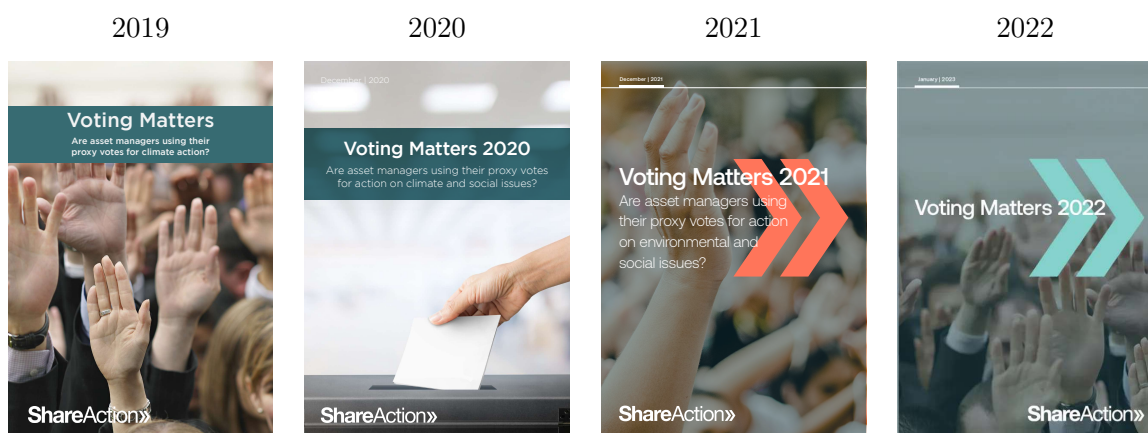 2019
2020
2021
2022
Voting Matters
Are asset managers using their
proxy votes for climate action?
ShareAction»
December | 2020
Voting Matters 2020
Are asset managers using their proxy votes
for action on climate and social issues?
ShareAction»
December | 2021
Voting Matters 2021
Are asset managers using
their proxy votes for action
on environmental and
social issues?
ShareAction»
January | 2023
Voting Matters 2022
ShareAction»